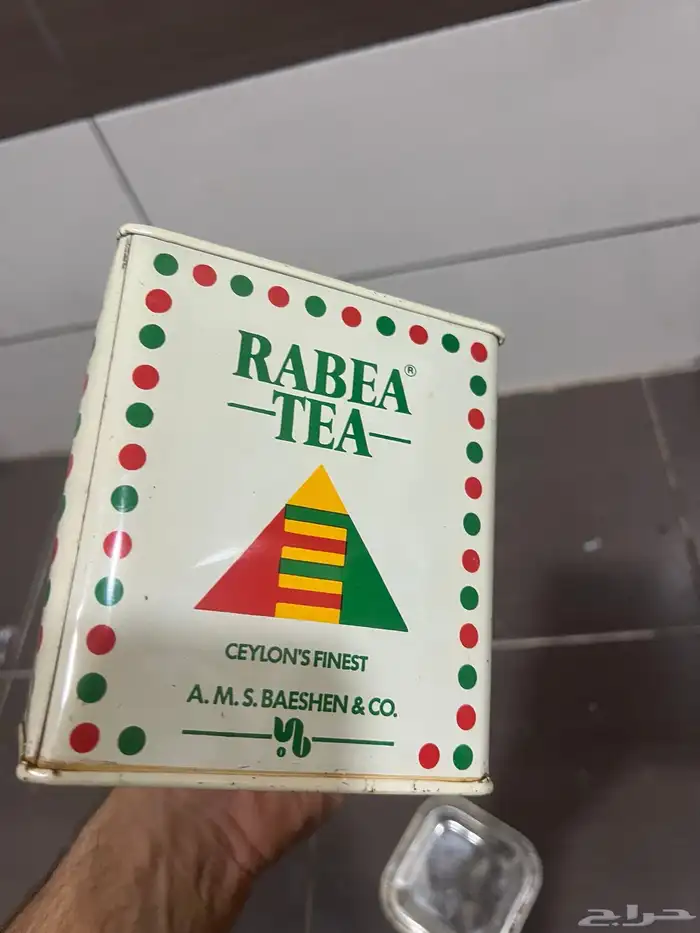 RABEA®
TEA
CEYLON'S FINEST
A. M. S. BAESHEN & CO.
حراج